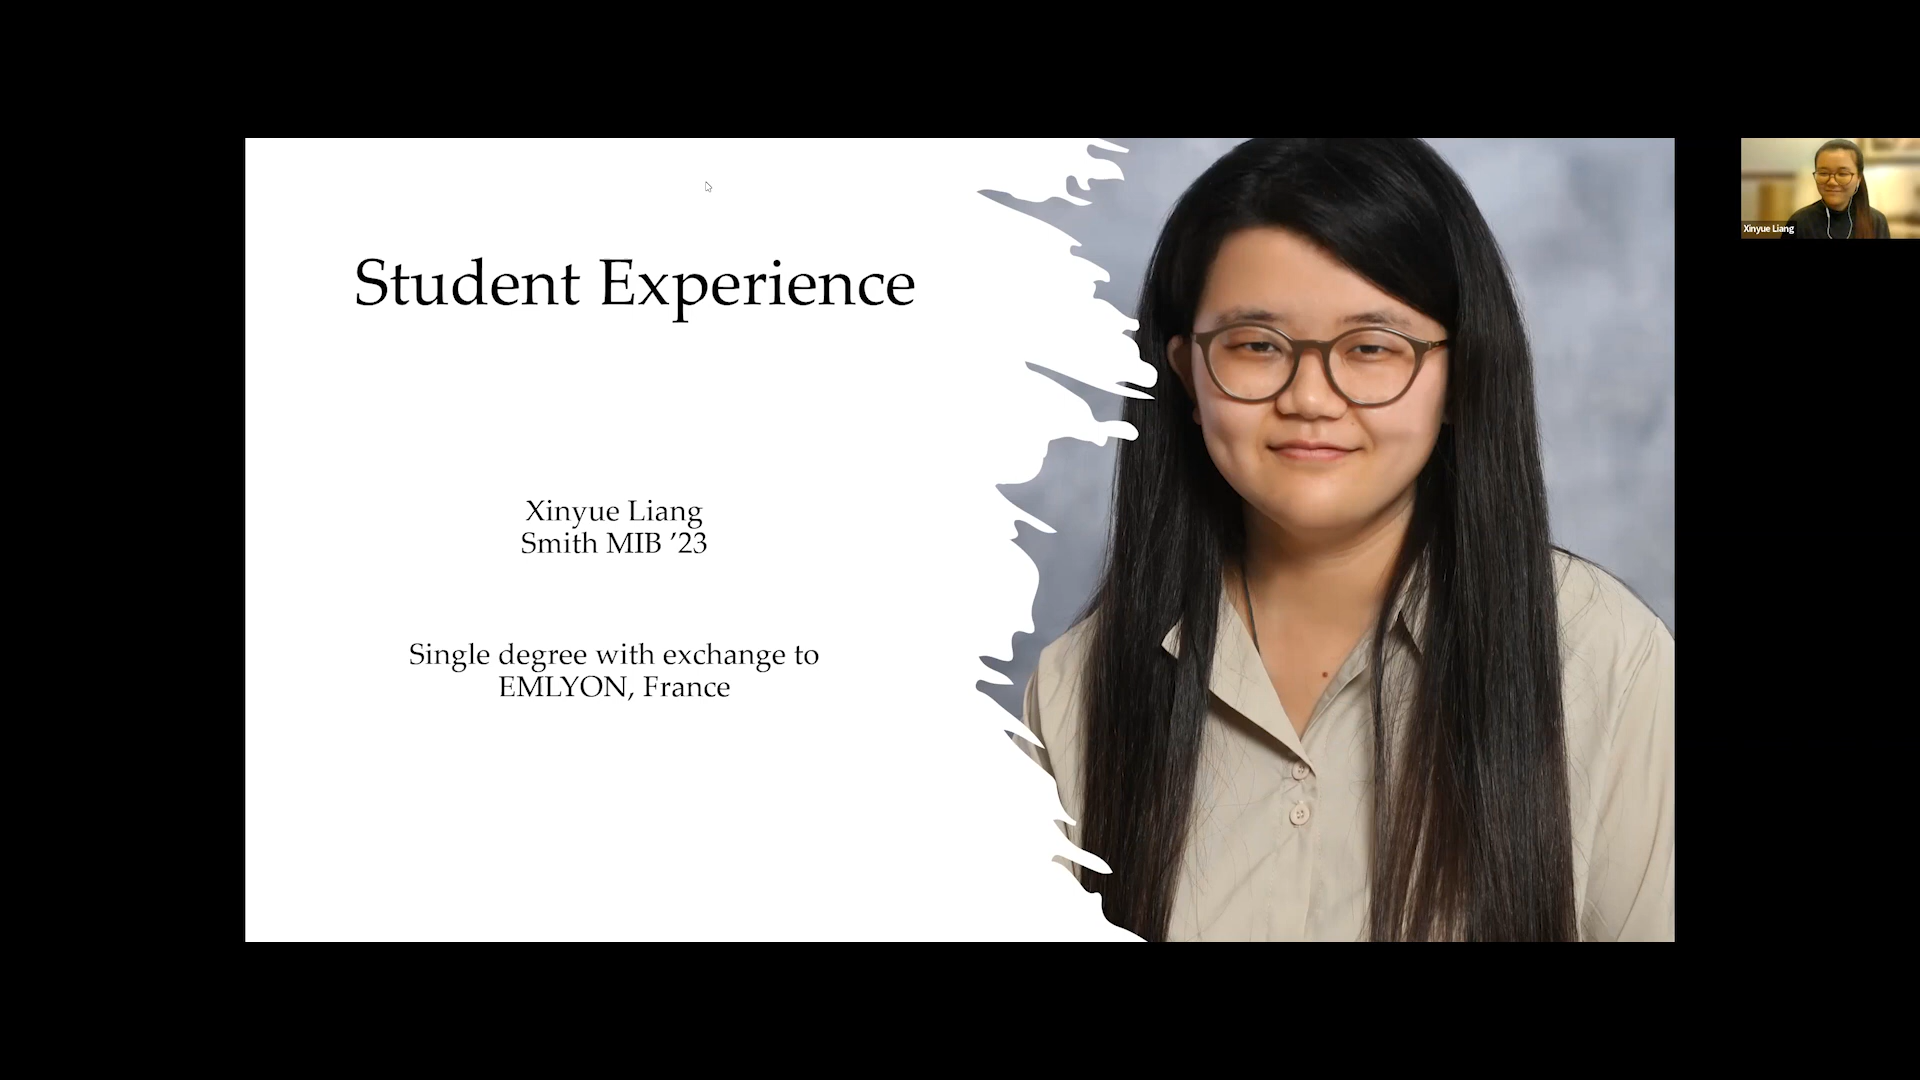 Student Experience
Xinyue Liang
Smith MIB ’23
Single degree with exchange to
EMLYON, France
Xinyue Liang